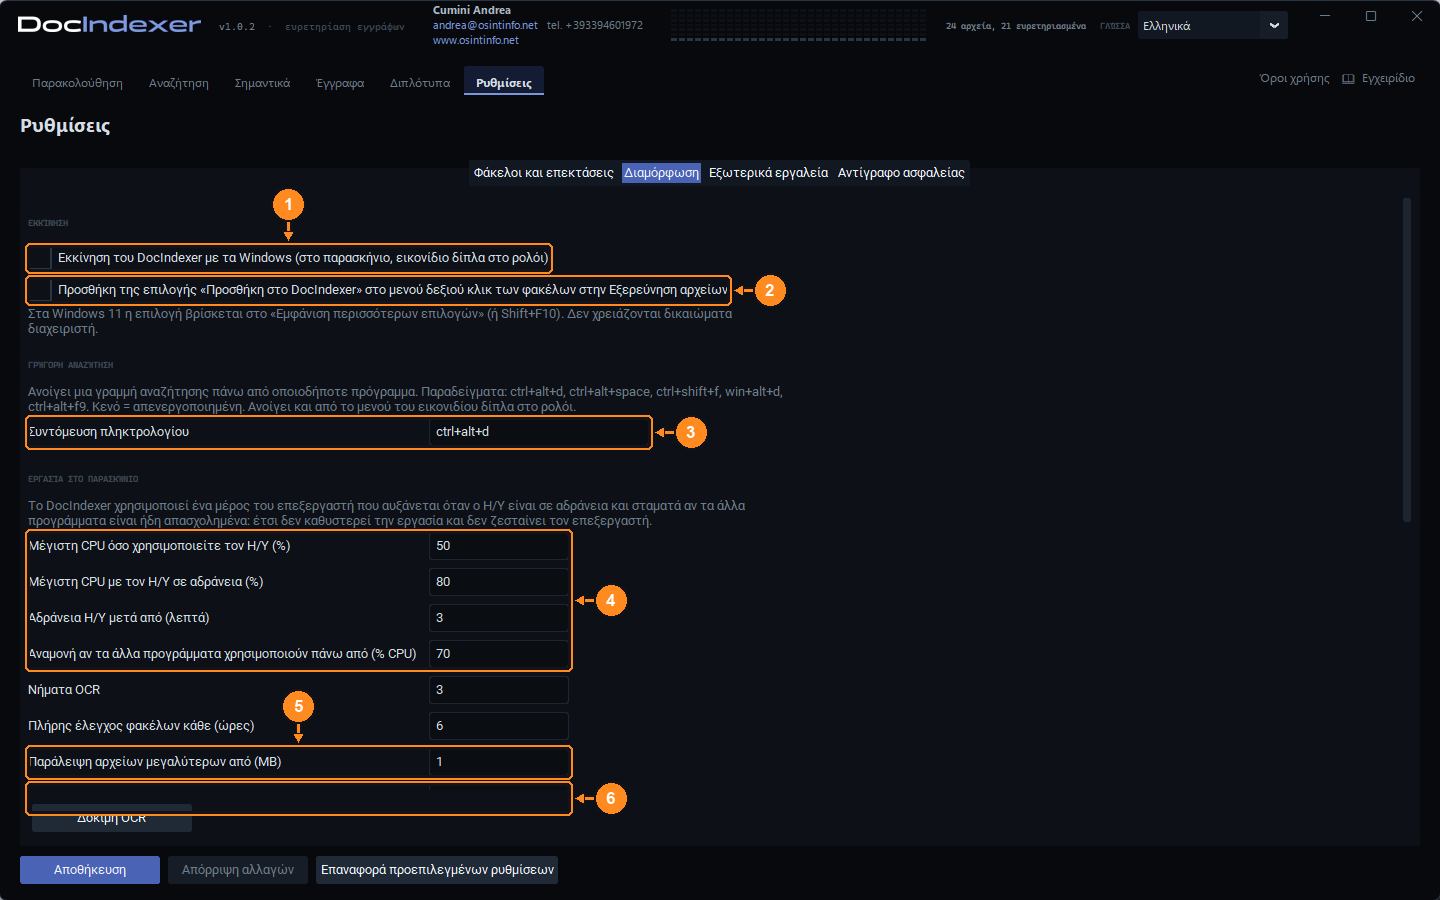 DocIndexer v1.0.2 · ευρετηρίαση εγγράφων
Cumini Andrea
andrea@osintinfo.net tel. +393394601972
www.osintinfo.net
24 αρχεία, 21 ευρετηριασμένα ΓΛΏΣΣΑ Ελληνικά
Παρακολούθηση Αναζήτηση Σημαντικά Έγγραφα Διπλότυπα Ρυθμίσεις Όροι χρήσης Εγχειρίδιο
Ρυθμίσεις
Φάκελοι και επεκτάσεις Διαμόρφωση Εξωτερικά εργαλεία Αντίγραφο ασφαλείας
1
ΕΚΚΊΝΗΣΗ
Εκκίνηση του DocIndexer με τα Windows (στο παρασκήνιο, εικονίδιο δίπλα στο ρολόι)
Προσθήκη της επιλογής «Προσθήκη στο DocIndexer» στο μενού δεξιού κλικ των φακέλων στην Εξερεύνηση αρχείων 2
Στα Windows 11 η επιλογή βρίσκεται στο «Εμφάνιση περισσότερων επιλογών» (ή Shift+F10). Δεν χρειάζονται δικαιώματα
διαχειριστή.
ΓΡΉΓΟΡΗ ΑΝΑΖΉΤΗΣΗ
Ανοίγει μια γραμμή αναζήτησης πάνω από οποιοδήποτε πρόγραμμα. Παραδείγματα: ctrl+alt+d, ctrl+alt+space, ctrl+shift+f, win+alt+d,
ctrl+alt+f9. Κενό = απενεργοποιημένη. Ανοίγει και από το μενού του εικονιδίου δίπλα στο ρολόι.
Συντόμευση πληκτρολογίου ctrl+alt+d 3
ΕΡΓΑΣΊΑ ΣΤΟ ΠΑΡΑΣΚΉΝΙΟ
Το DocIndexer χρησιμοποιεί ένα μέρος του επεξεργαστή που αυξάνεται όταν ο Η/Υ είναι σε αδράνεια και σταματά αν τα άλλα
προγράμματα είναι ήδη απασχολημένα: έτσι δεν καθυστερεί την εργασία και δεν ζεσταίνει τον επεξεργαστή.
Μέγιστη CPU όσο χρησιμοποιείτε τον Η/Υ (%) 50
Μέγιστη CPU με τον Η/Υ σε αδράνεια (%) 80
4
Αδράνεια Η/Υ μετά από (λεπτά) 3
Αναμονή αν τα άλλα προγράμματα χρησιμοποιούν πάνω από (% CPU) 70
Νήματα OCR 3
5
Πλήρης έλεγχος φακέλων κάθε (ώρες) 6
Παράλειψη αρχείων μεγαλύτερων από (MB) 1
6
Δοκιμή OCR
Αποθήκευση Απόρριψη αλλαγών Επαναφορά προεπιλεγμένων ρυθμίσεων